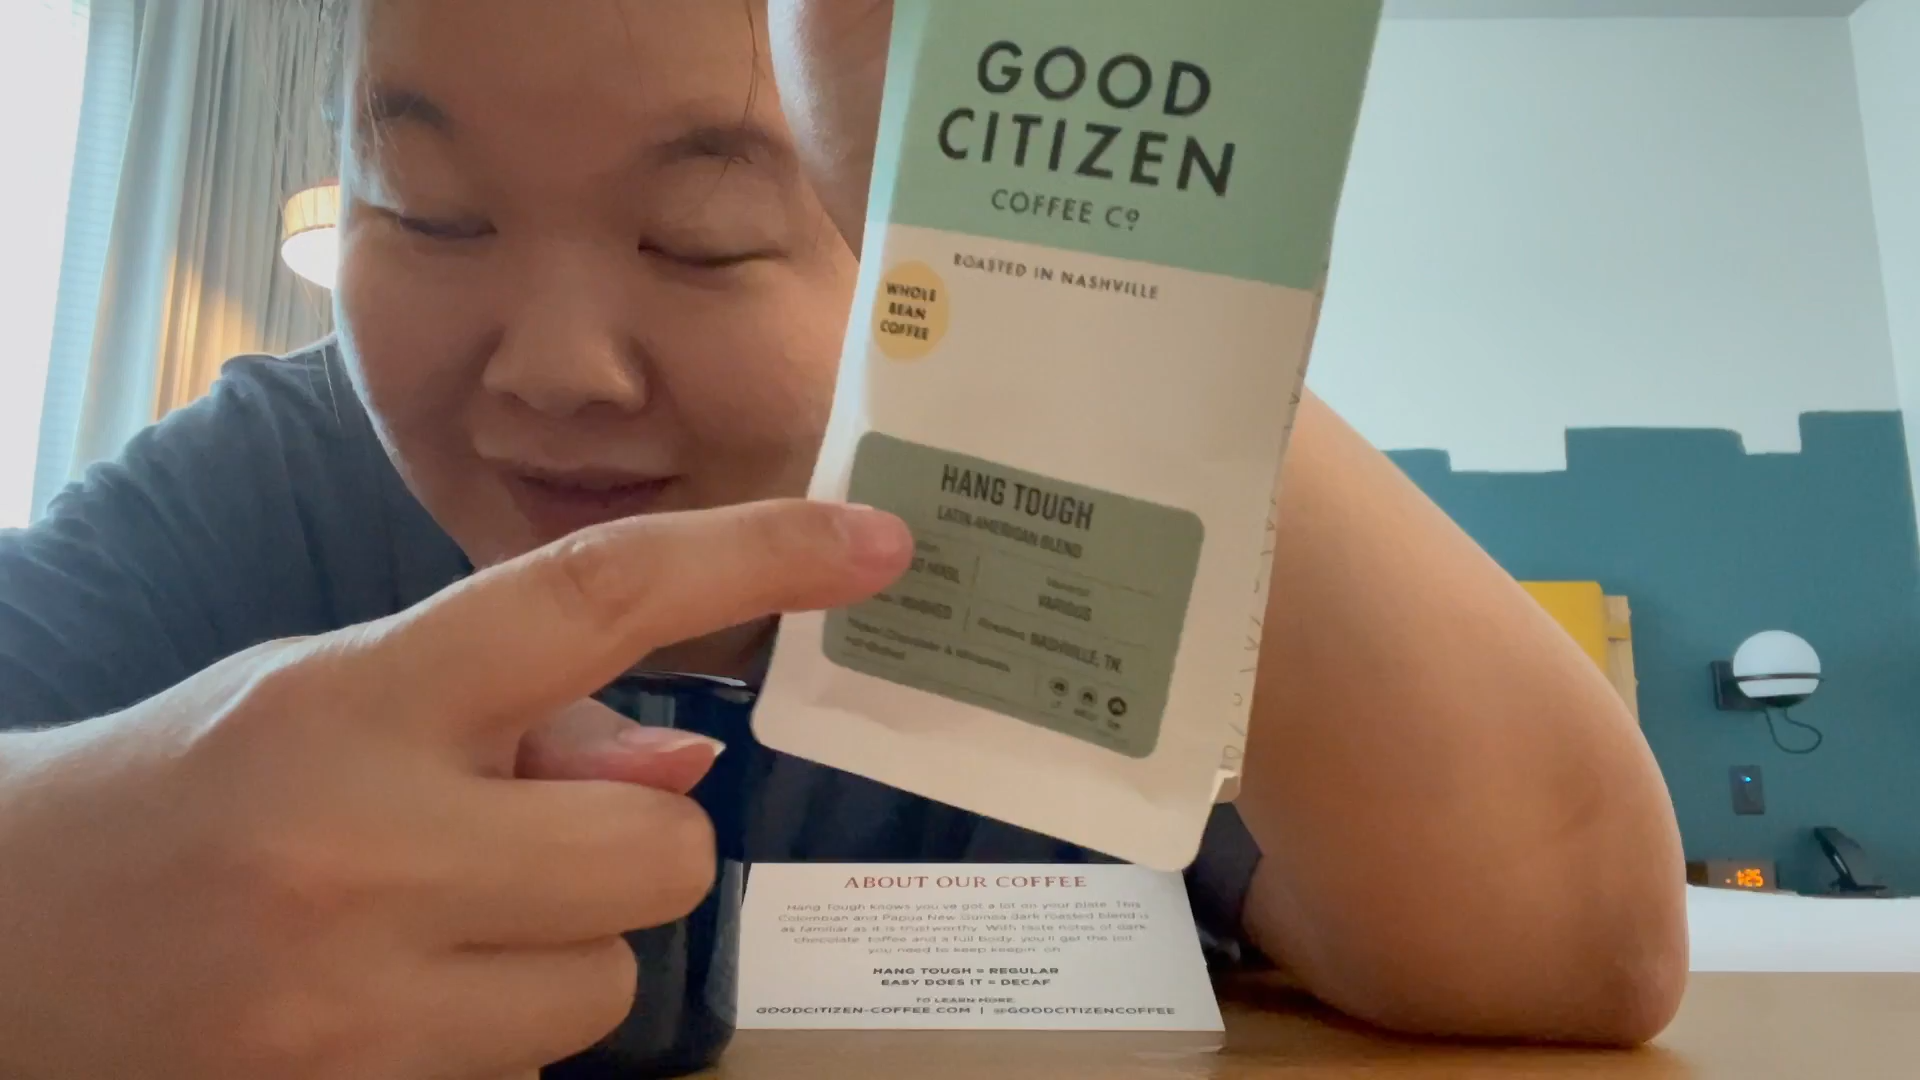 GOOD
CITIZEN
COFFEE Cº
ROASTED IN NASHVILLE
WHOLE
BEAN
COFFEE
HANG TOUGH
LATIN AMERICAN BLEND
VARIOUS
WASHED
Roasted: NASHVILLE, TN.
ABOUT OUR COFFEE
Hang Tough knows you've got a lot on your plate. This
Colombian and Papua New Guinea dark roasted blend is
as familiar as it is trustworthy. With taste notes of dark
chocolate, toffee and a full body, you'll get the jolt
you need to keep keepin' on.
HANG TOUGH = REGULAR
EASY DOES IT = DECAF
TO LEARN MORE:
GOODCITIZEN-COFFEE.COM | @GOODCITIZENCOFFEE
1:25